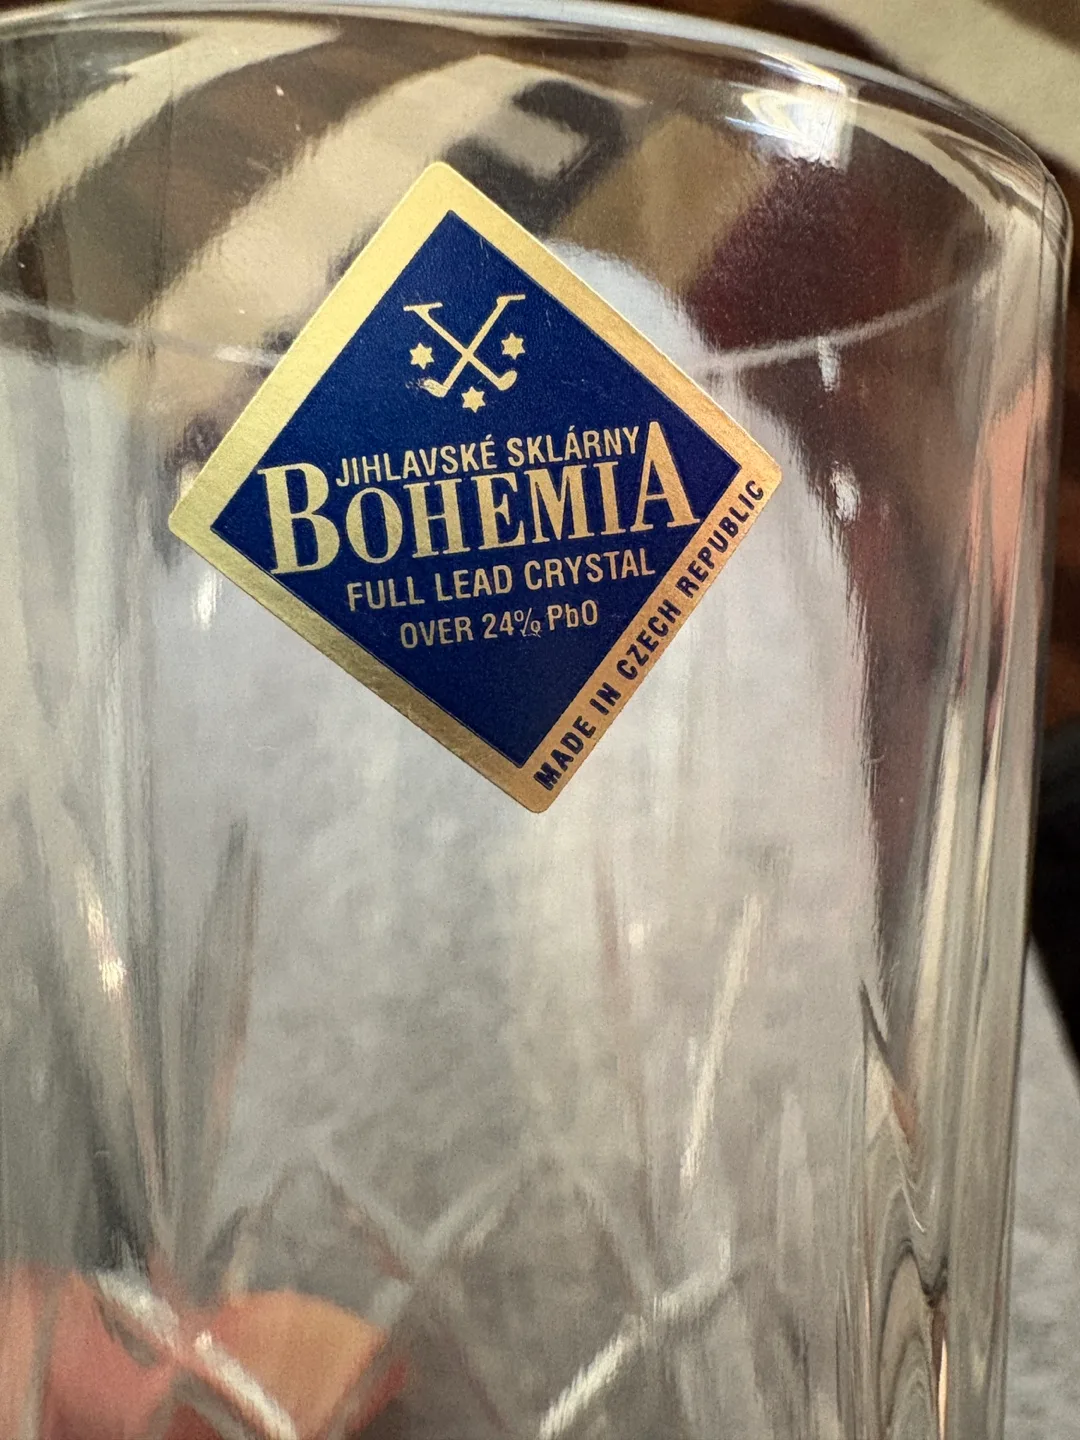 JIHLAVSKÉ SKLÁRNY
BOHEMIA
FULL LEAD CRYSTAL
OVER 24% PbO
MADE IN CZECH REPUBLIC